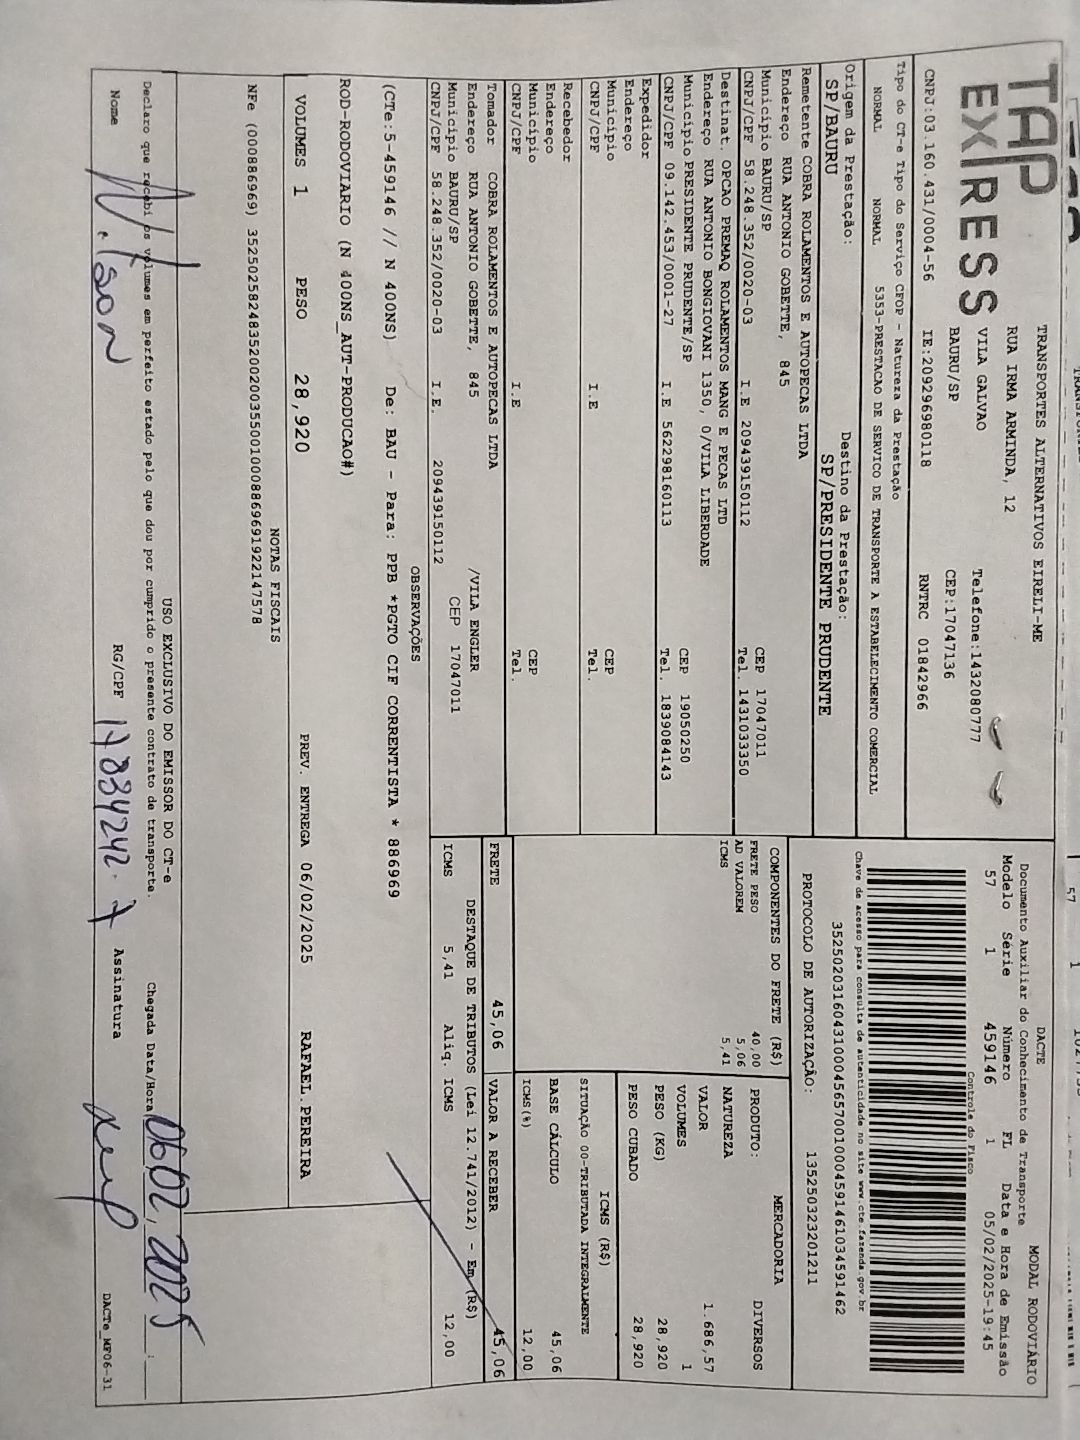 TAP
EXPRESS
TRANSPORTES ALTERNATIVOS EIRELI-ME
RUA IRMA ARMINDA, 12
VILA GALVAO Telefone:1432080777
BAURU/SP CEP:17047136
CNPJ:03.160.431/0004-56 IE:209296980118 RNTRC 01842966
DACTE MODAL RODOVIÁRIO
Documento Auxiliar do Conhecimento de Transporte
Modelo Série Número FL Data e Hora de Emissão
57 1 459146 1 05/02/2025-19:45
Controle do Fisco
Chave de acesso para consulta de autenticidade no site www.cte.fazenda.gov.br
35250203160431000456570010004591461034591462
PROTOCOLO DE AUTORIZAÇÃO: 135250323201211
Tipo do CT-e Tipo do Serviço CFOP - Natureza da Prestação
NORMAL NORMAL 5353-PRESTACAO DE SERVICO DE TRANSPORTE A ESTABELECIMENTO COMERCIAL
Origem da Prestação: Destino da Prestação:
SP/BAURU SP/PRESIDENTE PRUDENTE
Remetente COBRA ROLAMENTOS E AUTOPECAS LTDA
Endereço RUA ANTONIO GOBETTE, 845
Município BAURU/SP CEP 17047011
CNPJ/CPF 58.248.352/0020-03 I.E 209439150112 Tel. 1431033350
Destinat. OPCAO PREMAQ ROLAMENTOS MANG E PECAS LTD
Endereço RUA ANTONIO BONGIOVANI 1350, 0/VILA LIBERDADE
Município PRESIDENTE PRUDENTE/SP CEP 19050250
CNPJ/CPF 09.142.453/0001-27 I.E 562298160113 Tel. 1839084143
Expedidor
Endereço
Município CEP
CNPJ/CPF I.E Tel.
Recebedor
Endereço
Município CEP
CNPJ/CPF I.E Tel.
Tomador COBRA ROLAMENTOS E AUTOPECAS LTDA
Endereço RUA ANTONIO GOBETTE, 845 /VILA ENGLER
Município BAURU/SP CEP 17047011
CNPJ/CPF 58.248.352/0020-03 I.E. 209439150112
COMPONENTES DO FRETE (R$)
FRETE PESO 40,00
AD VALOREM 5,06
ICMS 5,41
MERCADORIA
PRODUTO: DIVERSOS
NATUREZA
VALOR 1.686,57
VOLUMES 1
PESO (KG) 28,920
PESO CUBADO 28,920
ICMS (R$)
SITUAÇÃO 00-TRIBUTADA INTEGRALMENTE
BASE CÁLCULO 45,06
ICMS(%) 12,00
FRETE 45,06 VALOR A RECEBER 45,06
DESTAQUE DE TRIBUTOS (Lei 12.741/2012) - Em (R$)
ICMS 5,41 Aliq. ICMS 12,00
OBSERVAÇÕES
(CTe:5-459146 // N 400NS) De: BAU - Para: PPB *PGTO CIF CORRENTISTA * 886969
ROD-RODOVIARIO (N 400NS_AUT-PRODUCAO#)
VOLUMES 1 PESO 28,920 PREV. ENTREGA 06/02/2025 RAFAEL.PEREIRA
NOTAS FISCAIS
NFe (000886969) 35250258248352002003550010008869691922147578
USO EXCLUSIVO DO EMISSOR DO CT-e
Declaro que recebi os volumes em perfeito estado pelo que dou por cumprido o presente contrato de transporte. Chegada Data/Hora 06/02/2025 :
Nome Nilson RG/CPF 17834242-7 Assinatura
DACTe_MF06-31